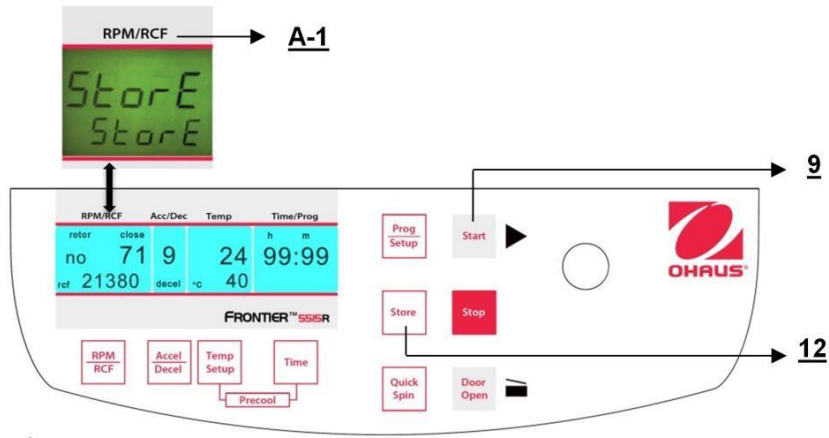 RPM/RCF
A-1
StorE
StorE
9
RPM/RCF Acc/Dec Temp Time/Prog
rotor close h m
no 71 9 24 99:99
rcf 21380 decel °C 40
FRONTIER™ 5515R
Prog
Setup
Start
OHAUS®
Store
Stop
12
RPM
RCF
Accel
Decel
Temp
Setup
Time
Precool
Quick
Spin
Door
Open